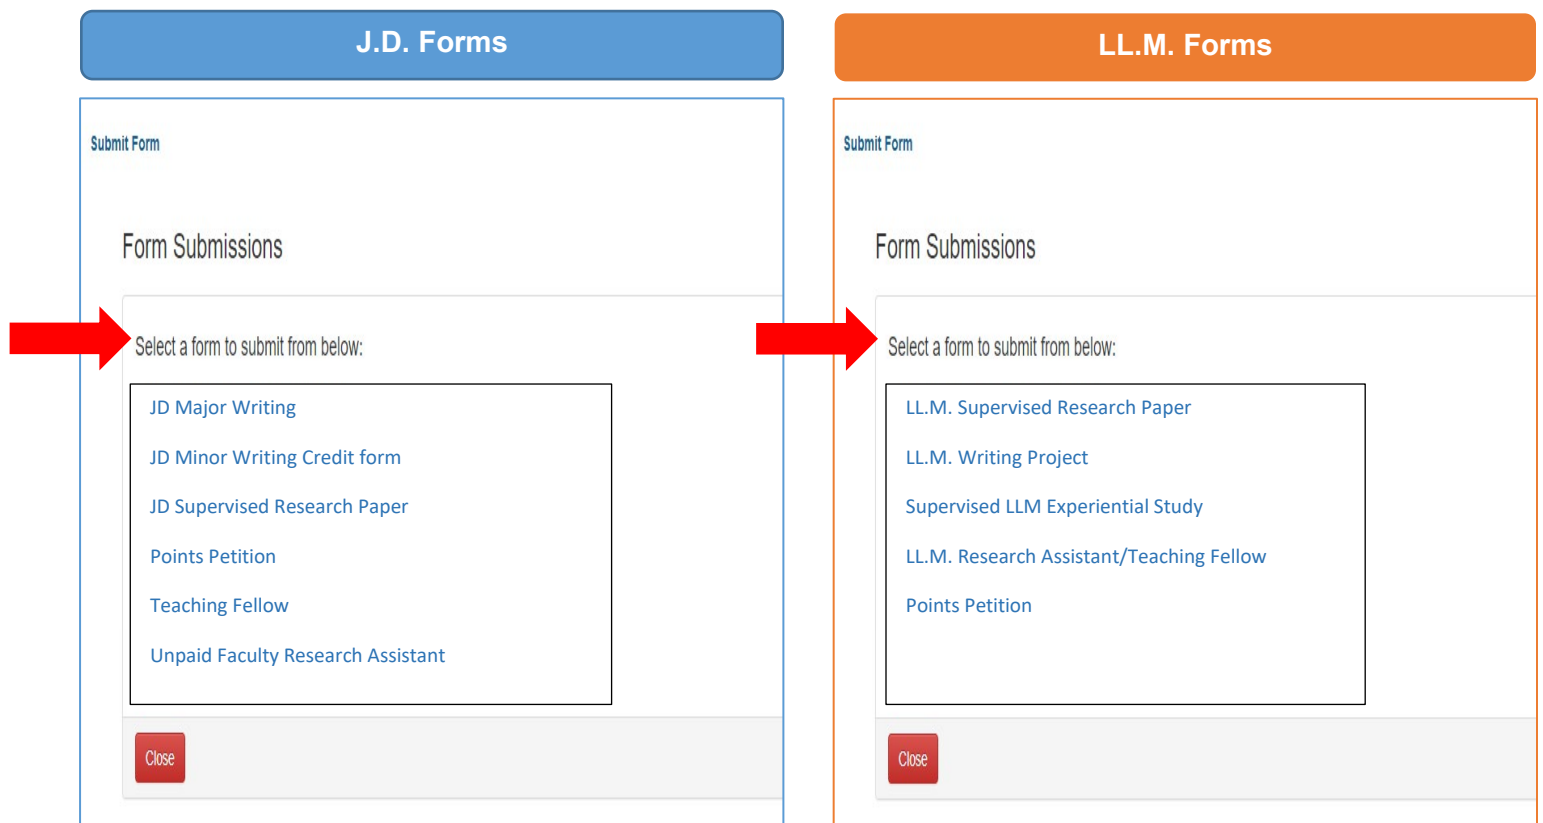 J.D. Forms
Submit Form
Form Submissions
Select a form to submit from below:
JD Major Writing
JD Minor Writing Credit form
JD Supervised Research Paper
Points Petition
Teaching Fellow
Unpaid Faculty Research Assistant
Close
LL.M. Forms
Submit Form
Form Submissions
Select a form to submit from below:
LL.M. Supervised Research Paper
LL.M. Writing Project
Supervised LLM Experiential Study
LL.M. Research Assistant/Teaching Fellow
Points Petition
Close